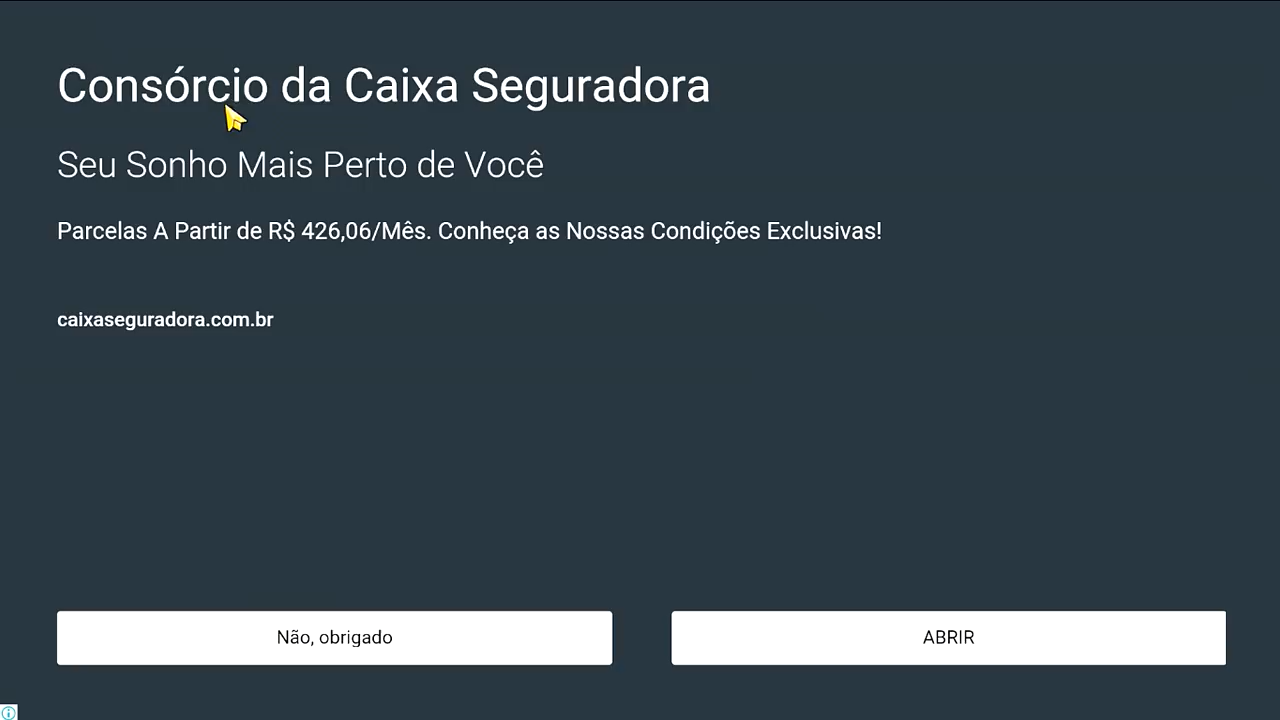 Consórcio da Caixa Seguradora
Seu Sonho Mais Perto de Você
Parcelas A Partir de R$ 426,06/Mês. Conheça as Nossas Condições Exclusivas!
caixaseguradora.com.br
Não, obrigado
ABRIR